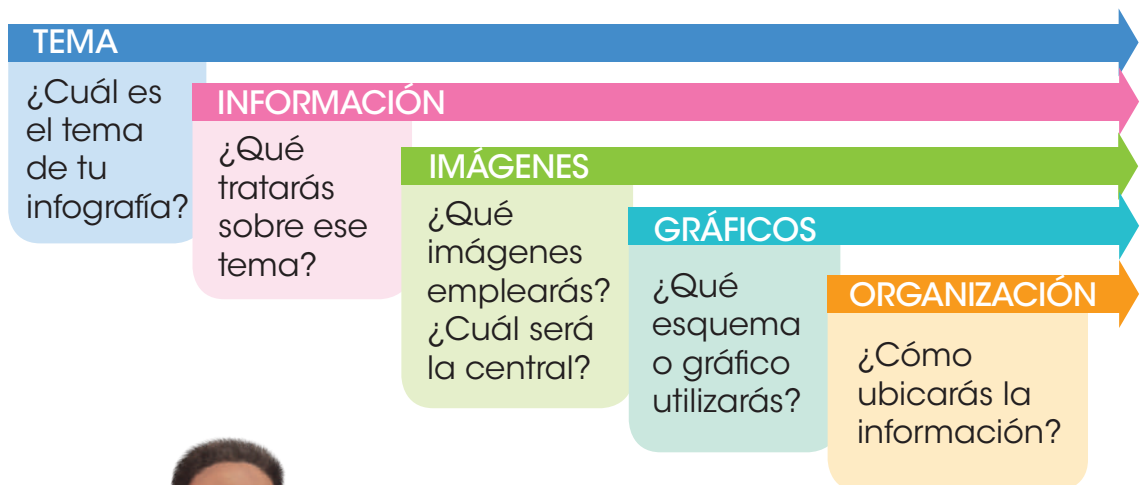 TEMA
¿Cuál es
el tema
de tu
infografía?
INFORMACIÓN
¿Qué
tratarás
sobre ese
tema?
IMÁGENES
¿Qué
imágenes
emplearás?
¿Cuál será
la central?
GRÁFICOS
¿Qué
esquema
o gráfico
utilizarás?
ORGANIZACIÓN
¿Cómo
ubicarás la
información?